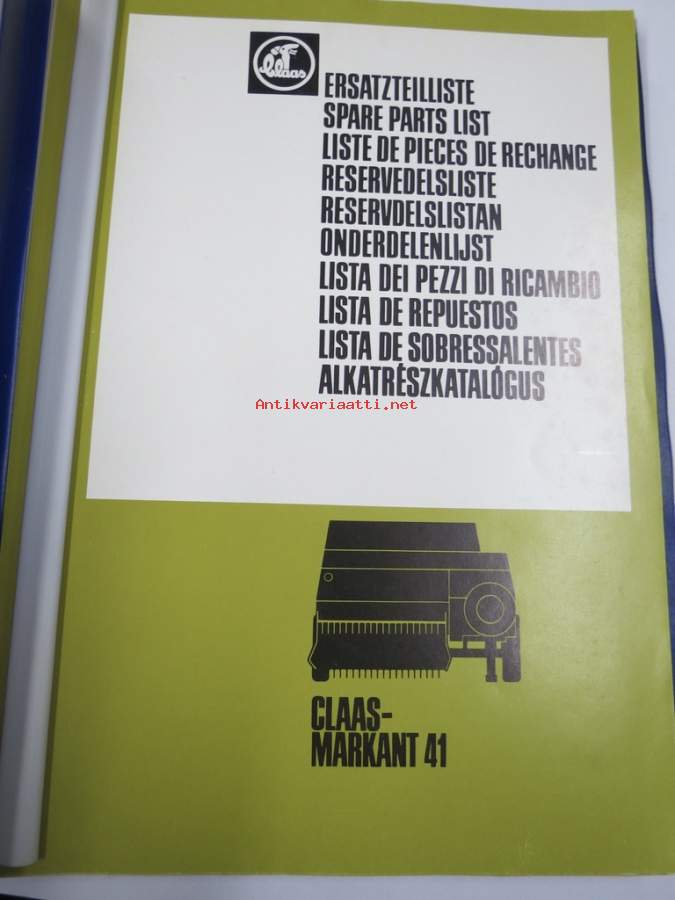 Claas
ERSATZTEILLISTE
SPARE PARTS LIST
LISTE DE PIECES DE RECHANGE
RESERVEDELSLISTE
RESERVDELSLISTAN
ONDERDELENLIJST
LISTA DEI PEZZI DI RICAMBIO
LISTA DE REPUESTOS
LISTA DE SOBRESSALENTES
ALKATRÉSZKATALÓGUS
Antikvariaatti.net
CLAAS-
MARKANT 41